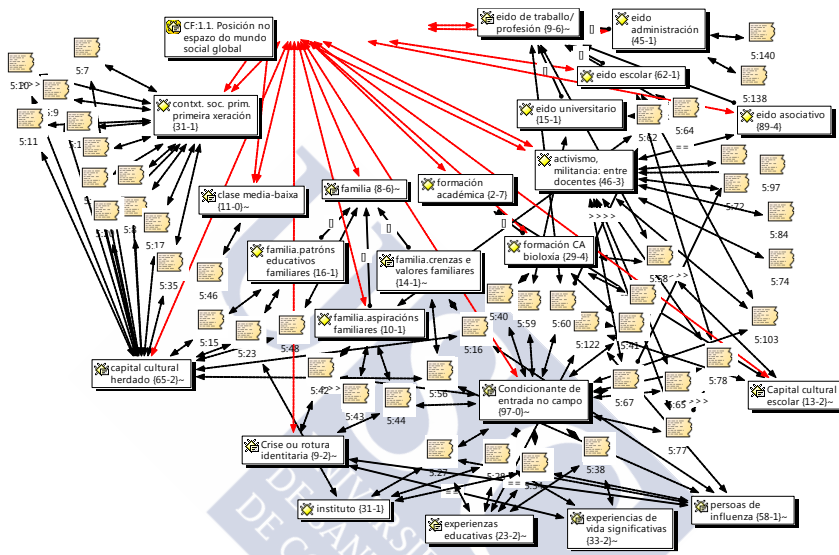 CF:1.1. Posición no
espazo do mundo
social global
eido de traballo/
profesión {9-6}~
eido
administración
{45-1}
5:140
eido escolar {62-1}
5:138
5:7
5:10
>>>
5:9
5:11
contxt. soc. prim.
primeira xeración
{31-1}
eido universitario
{15-1}
5:62
5:64
eido asociativo
{89-4}
==
activismo,
militancia: entre
docentes {46-3}
5:97
5:72
clase media-baixa
{11-0}~
familia {8-6}~
formación
académica {2-7}
>>>>
5:8
5:17
5:84
formación CA
bioloxía {29-4}
familia.patróns
educativos
familiares {16-1}
familia.crenzas e
valores familiares
{14-1}~
5:58
5:74
5:35
5:46
5:40
5:59
5:60
5:103
familia.aspiracións
familiares {10-1}
5:15
5:23
5:48
5:16
5:122
5:41
capital cultural
herdado {65-2}~
5:78
5:42
>>>
5:56
Condicionante de
entrada no campo
{97-0}~
Capital cultural
escolar {13-2}~
5:43
5:44
5:67
5:65
>>>
Crise ou rotura
identitaria {9-2}~
5:77
5:27
5:38
==
==
instituto {31-1}
experienzas
educativas {23-2}~
experiencias de
vida significativas
{33-2}~
persoas de
influenza {58-1}~